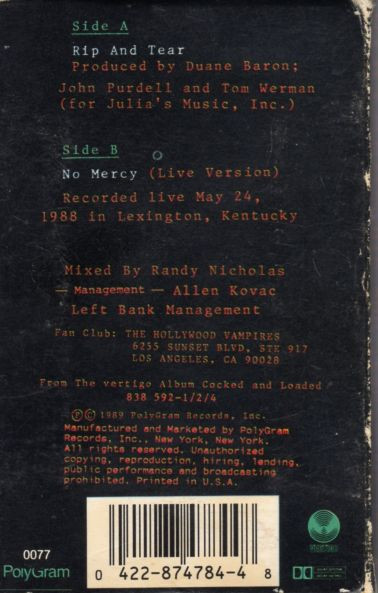 Side A
Rip And Tear
Produced by Duane Baron;
John Purdell and Tom Werman
(for Julia's Music, Inc.)
Side B
No Mercy (Live Version)
Recorded live May 24,
1988 in Lexington, Kentucky
Mixed By Randy Nicholas
— Management — Allen Kovac
Left Bank Management
Fan Club: THE HOLLYWOOD VAMPIRES
6255 SUNSET BLVD, STE 917
LOS ANGELES, CA 90028
From The vertigo Album Cocked and Loaded
838 592-1/2/4
Ⓟ© 1989 PolyGram Records, Inc.
Manufactured and Marketed by PolyGram
Records, Inc., New York, New York.
All rights reserved. Unauthorized
copying, reproduction, hiring, lending,
public performance and broadcasting
prohibited. Printed in U.S.A.
0077
PolyGram
0 422-874784-4 8
vertigo